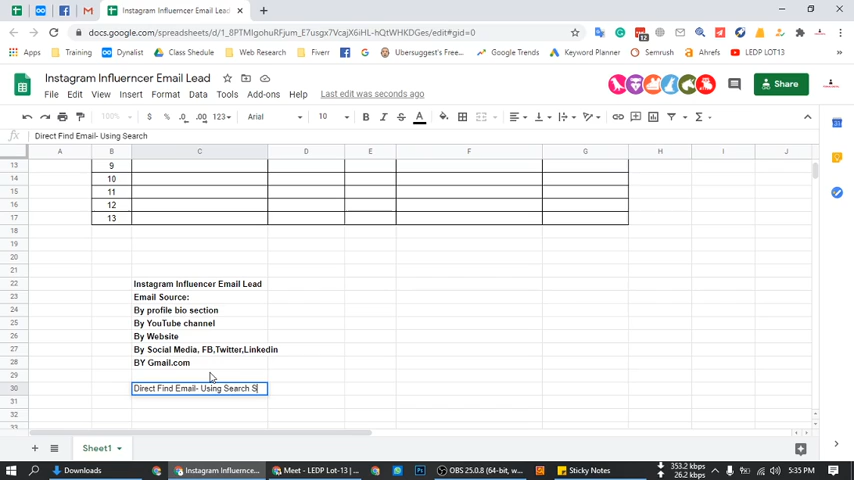 Instagram Influerncer Email Lead
docs.google.com/spreadsheets/d/1_8PTMIgohuRFjum_E7usgx7VcajX6iHL-hQtWHKDGes/edit#gid=0
Apps Training Dynalist Class Shedule Web Research Fiverr Ubersuggest's Free... Google Trends Keyword Planner Semrush Ahrefs LEDP LOT13
Instagram Influerncer Email Lead
File Edit View Insert Format Data Tools Add-ons Help Last edit was seconds ago
Share
100% $ % .0 .00 123 Arial 10 B I S A
fx Direct Find Email- Using Search
A B C D E F G H I J
13 9
14 10
15 11
16 12
17 13
18
19
20
21
22 Instagram Influencer Email Lead
23 Email Source:
24 By profile bio section
25 By YouTube channel
26 By Website
27 By Social Media, FB,Twitter,Linkedin
28 BY Gmail.com
29
30 Direct Find Email- Using Search S
31
32
33
Sheet1
Downloads Instagram Influernce... Meet - LEDP Lot-13 ... OBS 25.0.8 (64-bit, w... Sticky Notes 353.2 kbps 26.2 kbps 5:35 PM